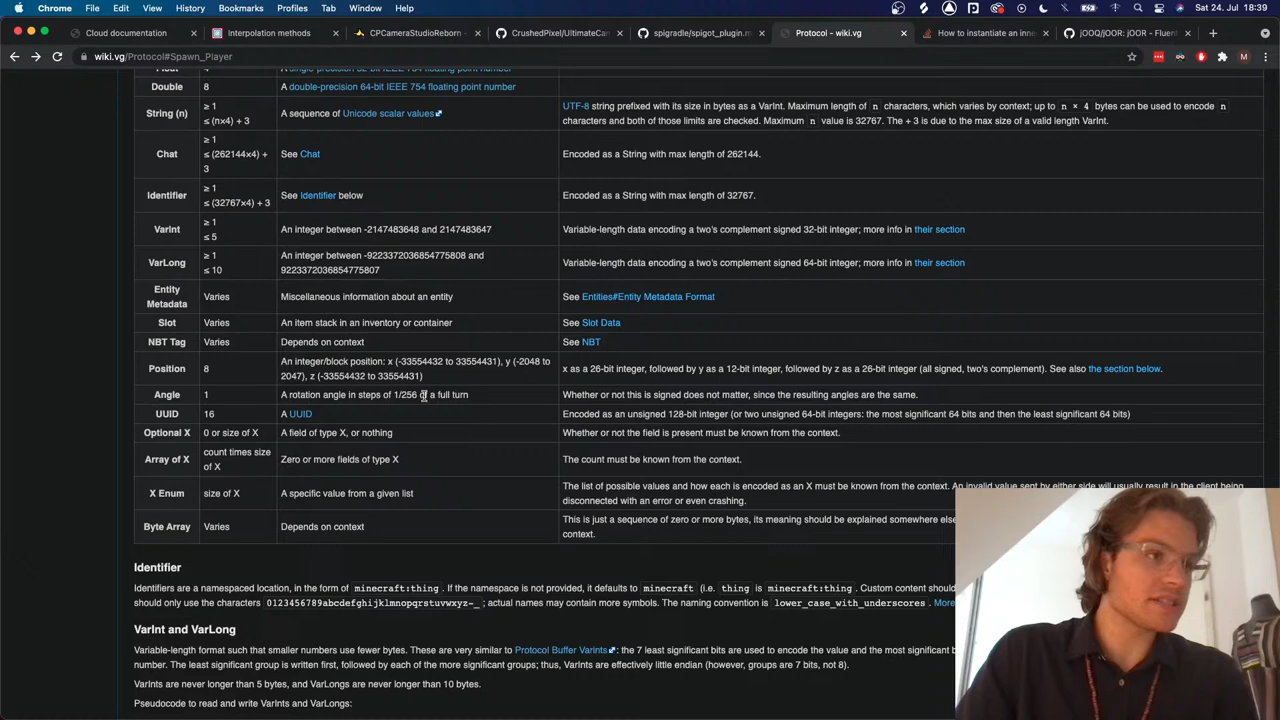 Chrome File Edit View History Bookmarks Profiles Tab Window Help Sat 24. Jul 18:39
Cloud documentation Interpolation methods CPCameraStudioReborn - CrushedPixel/UltimateCam spigradle/spigot_plugin.m Protocol - wiki.vg How to instantiate an inne jOOQ/jOOR: jOOR - Fluen
wiki.vg/Protocol#Spawn_Player
Double 8 A double-precision 64-bit IEEE 754 floating point number
String (n) ≥ 1
≤ (n×4) + 3 A sequence of Unicode scalar values UTF-8 string prefixed with its size in bytes as a VarInt. Maximum length of n characters, which varies by context; up to n × 4 bytes can be used to encode n
characters and both of those limits are checked. Maximum n value is 32767. The + 3 is due to the max size of a valid length VarInt.
Chat ≥ 1
≤ (262144×4) +
3 See Chat Encoded as a String with max length of 262144.
Identifier ≥ 1
≤ (32767×4) + 3 See Identifier below Encoded as a String with max length of 32767.
VarInt ≥ 1
≤ 5 An integer between -2147483648 and 2147483647 Variable-length data encoding a two's complement signed 32-bit integer; more info in their section
VarLong ≥ 1
≤ 10 An integer between -9223372036854775808 and
9223372036854775807 Variable-length data encoding a two's complement signed 64-bit integer; more info in their section
Entity
Metadata Varies Miscellaneous information about an entity See Entities#Entity Metadata Format
Slot Varies An item stack in an inventory or container See Slot Data
NBT Tag Varies Depends on context See NBT
Position 8 An integer/block position: x (-33554432 to 33554431), y (-2048 to
2047), z (-33554432 to 33554431) x as a 26-bit integer, followed by y as a 12-bit integer, followed by z as a 26-bit integer (all signed, two's complement). See also the section below.
Angle 1 A rotation angle in steps of 1/256 of a full turn Whether or not this is signed does not matter, since the resulting angles are the same.
UUID 16 A UUID Encoded as an unsigned 128-bit integer (or two unsigned 64-bit integers: the most significant 64 bits and then the least significant 64 bits)
Optional X 0 or size of X A field of type X, or nothing Whether or not the field is present must be known from the context.
Array of X count times size
of X Zero or more fields of type X The count must be known from the context.
X Enum size of X A specific value from a given list The list of possible values and how each is encoded as an X must be known from the context. An invalid value sent by either side will usually result in the client being
disconnected with an error or even crashing.
Byte Array Varies Depends on context This is just a sequence of zero or more bytes, its meaning should be explained somewhere else
context.
Identifier
Identifiers are a namespaced location, in the form of minecraft:thing. If the namespace is not provided, it defaults to minecraft (i.e. thing is minecraft:thing. Custom content should
should only use the characters 0123456789abcdefghijklmnopqrstuvwxyz-_; actual names may contain more symbols. The naming convention is lower_case_with_underscores. More
VarInt and VarLong
Variable-length format such that smaller numbers use fewer bytes. These are very similar to Protocol Buffer Varints: the 7 least significant bits are used to encode the value and the most significant b
number. The least significant group is written first, followed by each of the more significant groups; thus, VarInts are effectively little endian (however, groups are 7 bits, not 8).
VarInts are never longer than 5 bytes, and VarLongs are never longer than 10 bytes.
Pseudocode to read and write VarInts and VarLongs: